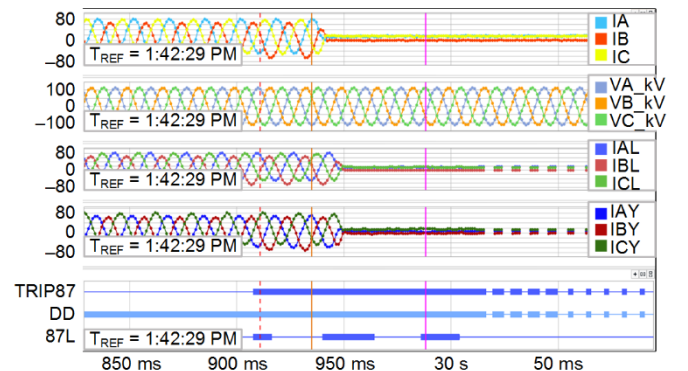 80
0
–80
IA
IB
IC
T_REF = 1:42:29 PM
100
0
–100
VA_kV
VB_kV
VC_kV
T_REF = 1:42:29 PM
80
0
–80
IAL
IBL
ICL
T_REF = 1:42:29 PM
80
0
–80
IAY
IBY
ICY
T_REF = 1:42:29 PM
TRIP87
DD
87L
T_REF = 1:42:29 PM
850 ms 900 ms 950 ms 30 s 50 ms